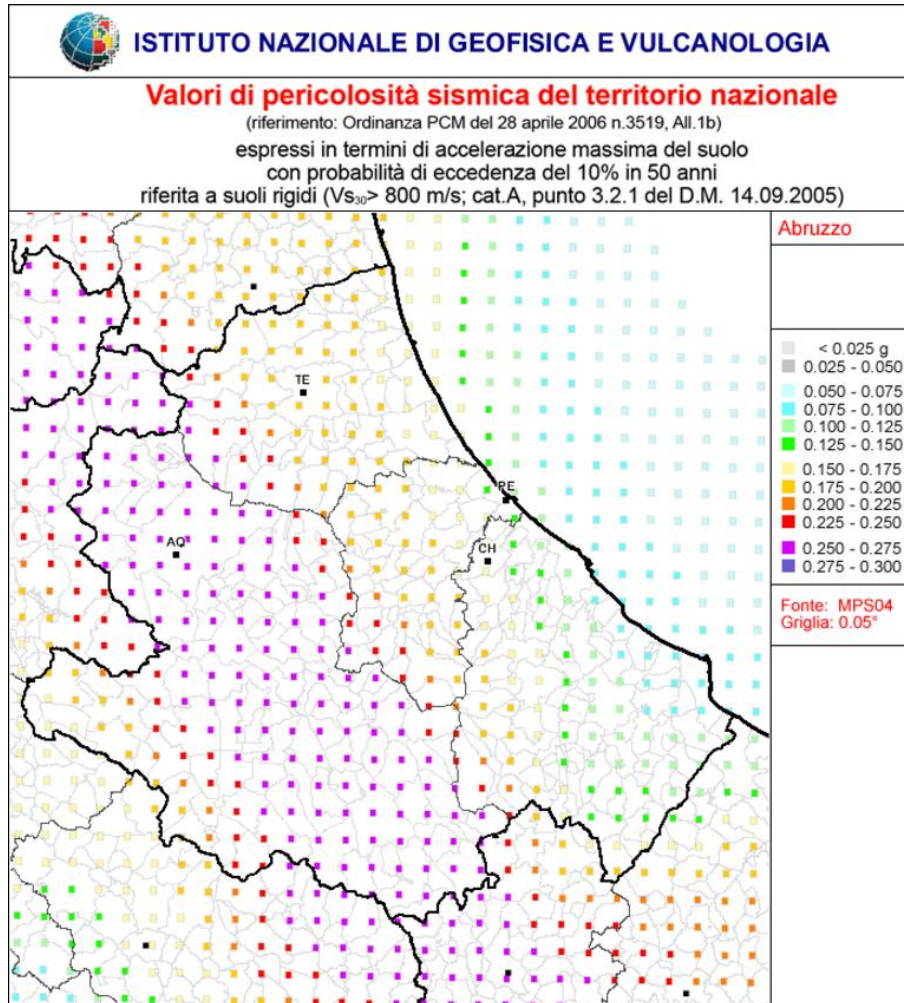 ISTITUTO NAZIONALE DI GEOFISICA E VULCANOLOGIA
Valori di pericolosità sismica del territorio nazionale
(riferimento: Ordinanza PCM del 28 aprile 2006 n.3519, All.1b)
espressi in termini di accelerazione massima del suolo
con probabilità di eccedenza del 10% in 50 anni
riferita a suoli rigidi (Vs₃₀> 800 m/s; cat.A, punto 3.2.1 del D.M. 14.09.2005)
Abruzzo
< 0.025 g
0.025 - 0.050
0.050 - 0.075
0.075 - 0.100
0.100 - 0.125
0.125 - 0.150
0.150 - 0.175
0.175 - 0.200
0.200 - 0.225
0.225 - 0.250
0.250 - 0.275
0.275 - 0.300
Fonte: MPS04
Griglia: 0.05°
TE
PE
AQ
CH